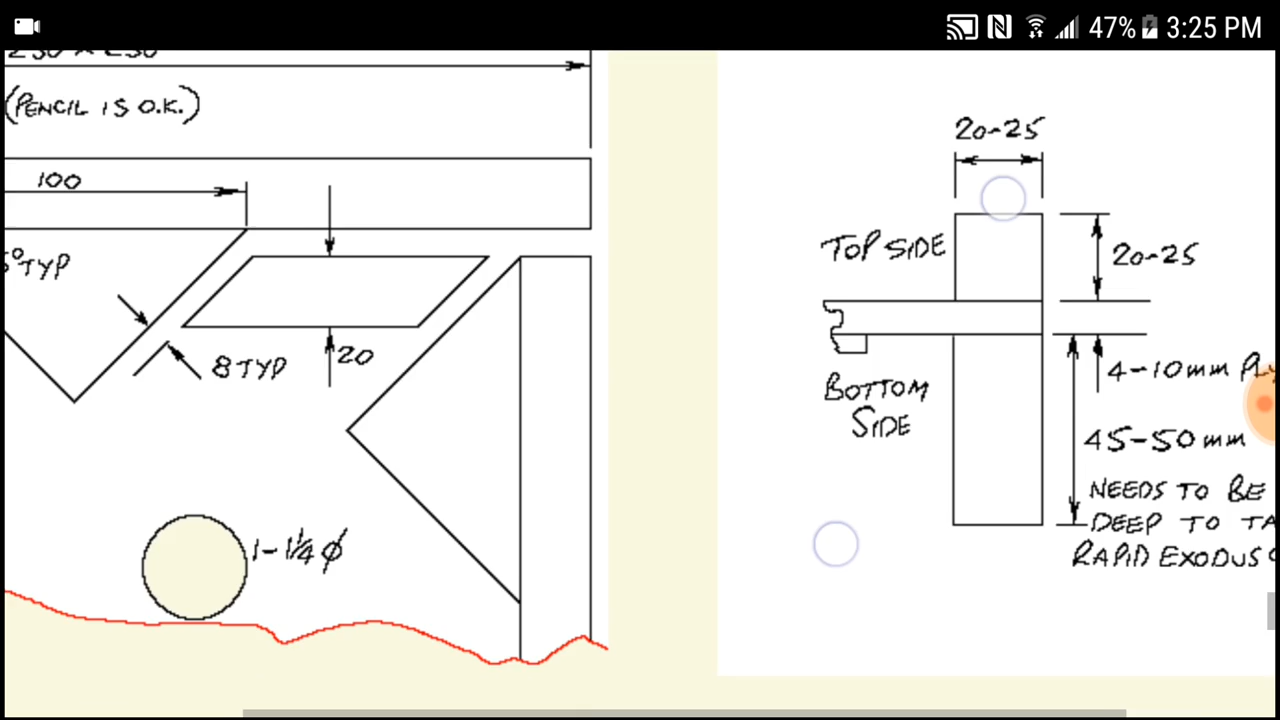 47% 3:25 PM
(PENCIL IS O.K.)
100
TYP
8 TYP
20
1-1¼ Ø
20-25
TOP SIDE
20-25
BOTTOM
SIDE
4-10mm
45-50mm
NEEDS TO BE
DEEP TO
RAPID EXODUS